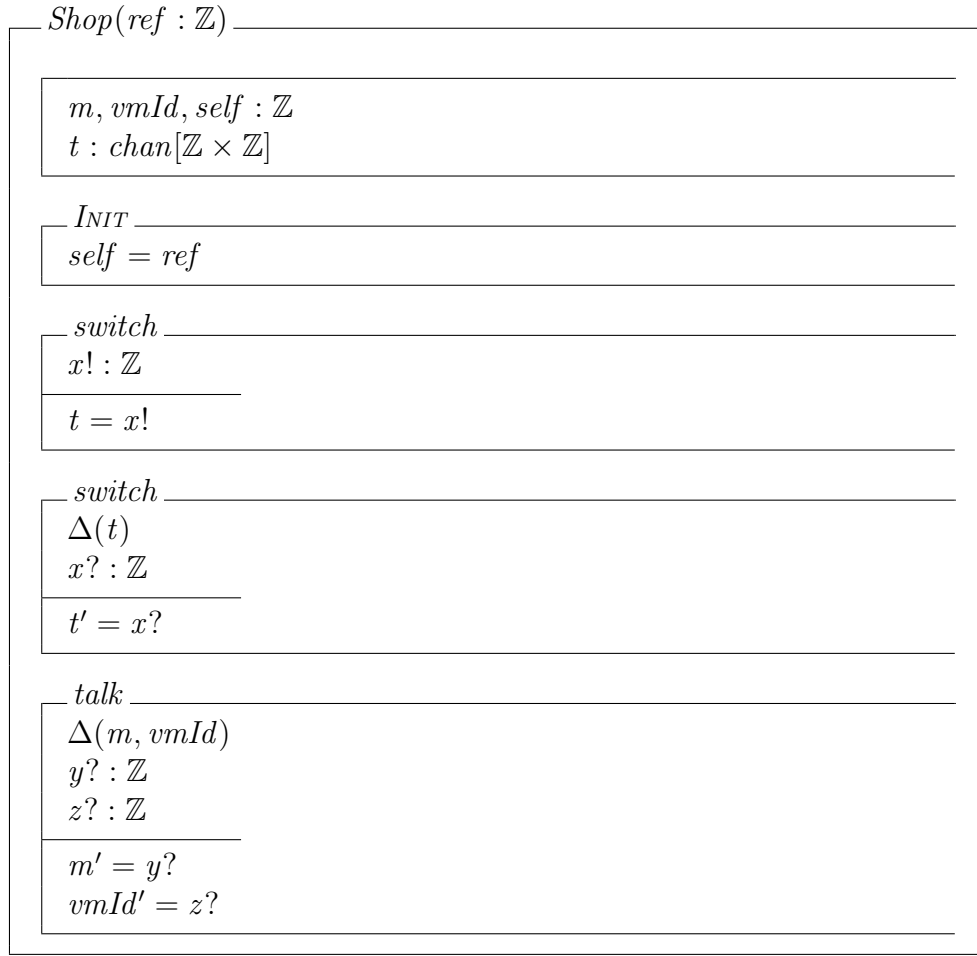 Shop(ref : ℤ)
m, vmId, self : ℤ
t : chan[ℤ × ℤ]
INIT
self = ref
switch
x! : ℤ
t = x!
switch
Δ(t)
x? : ℤ
t′ = x?
talk
Δ(m, vmId)
y? : ℤ
z? : ℤ
m′ = y?
vmId′ = z?